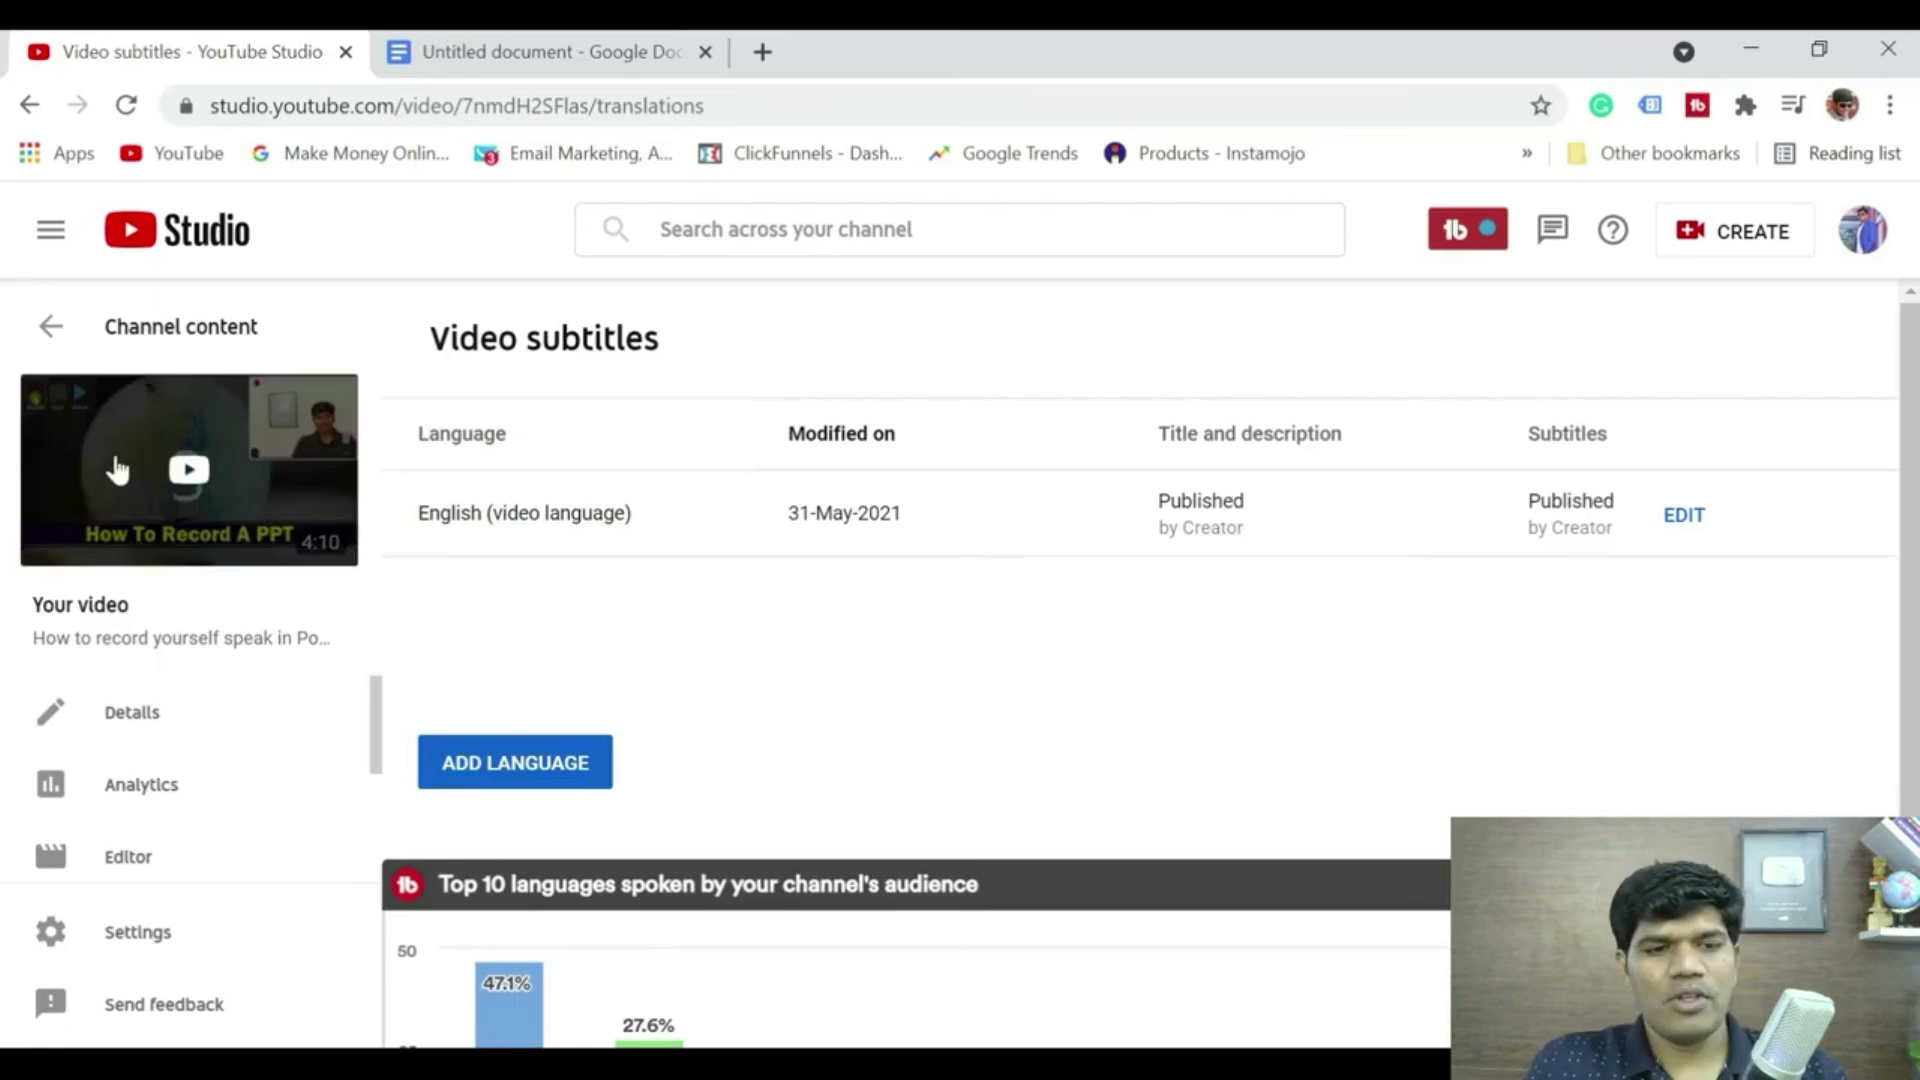 Video subtitles - YouTube Studio
Untitled document - Google Doc
studio.youtube.com/video/7nmdH2SFlas/translations
Apps
YouTube
Make Money Onlin...
Email Marketing, A...
ClickFunnels - Dash...
Google Trends
Products - Instamojo
»
Other bookmarks
Reading list
Studio
Search across your channel
CREATE
Channel content
Video subtitles
Language
Modified on
Title and description
Subtitles
English (video language)
31-May-2021
Published
by Creator
Published
by Creator
EDIT
How To Record A PPT
4:10
Your video
How to record yourself speak in Po...
Details
Analytics
Editor
Settings
Send feedback
ADD LANGUAGE
Top 10 languages spoken by your channel's audience
50
47.1%
27.6%